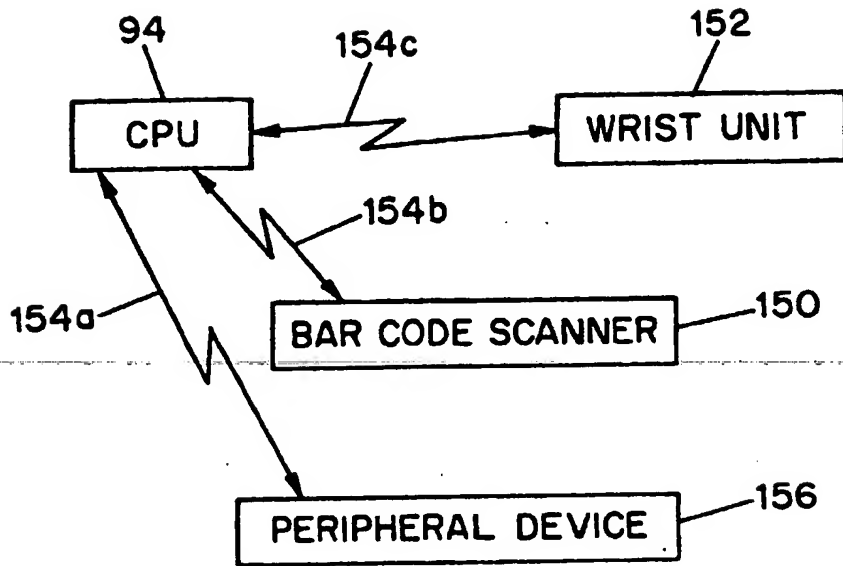 94
154c
152
CPU
WRIST UNIT
154b
154a
BAR CODE SCANNER
150
PERIPHERAL DEVICE
156